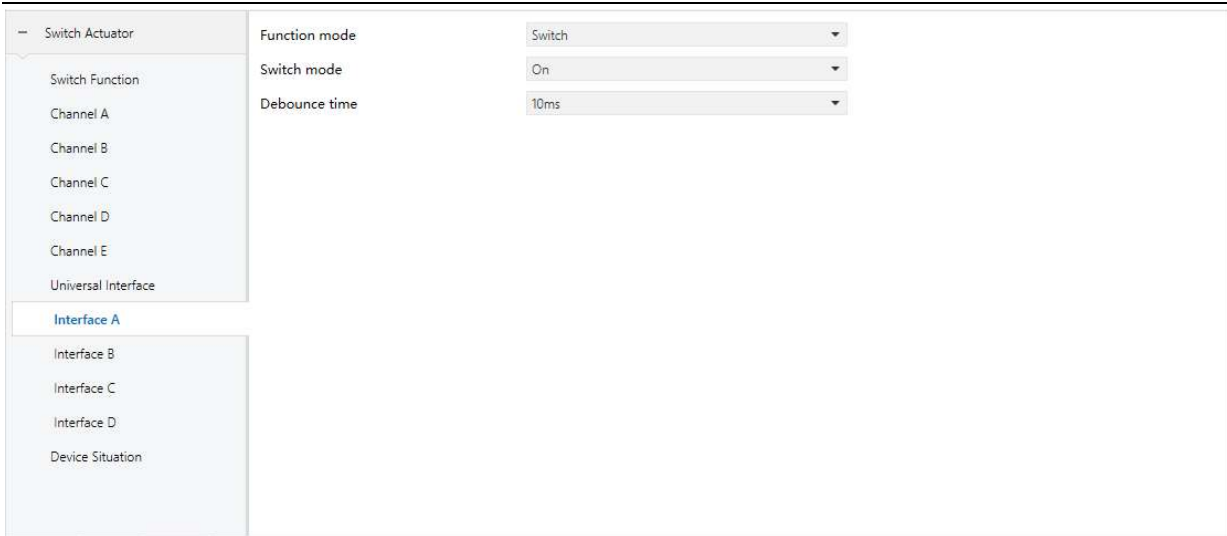 – Switch Actuator
Switch Function
Channel A
Channel B
Channel C
Channel D
Channel E
Universal Interface
Interface A
Interface B
Interface C
Interface D
Device Situation
Function mode Switch
Switch mode On
Debounce time 10ms